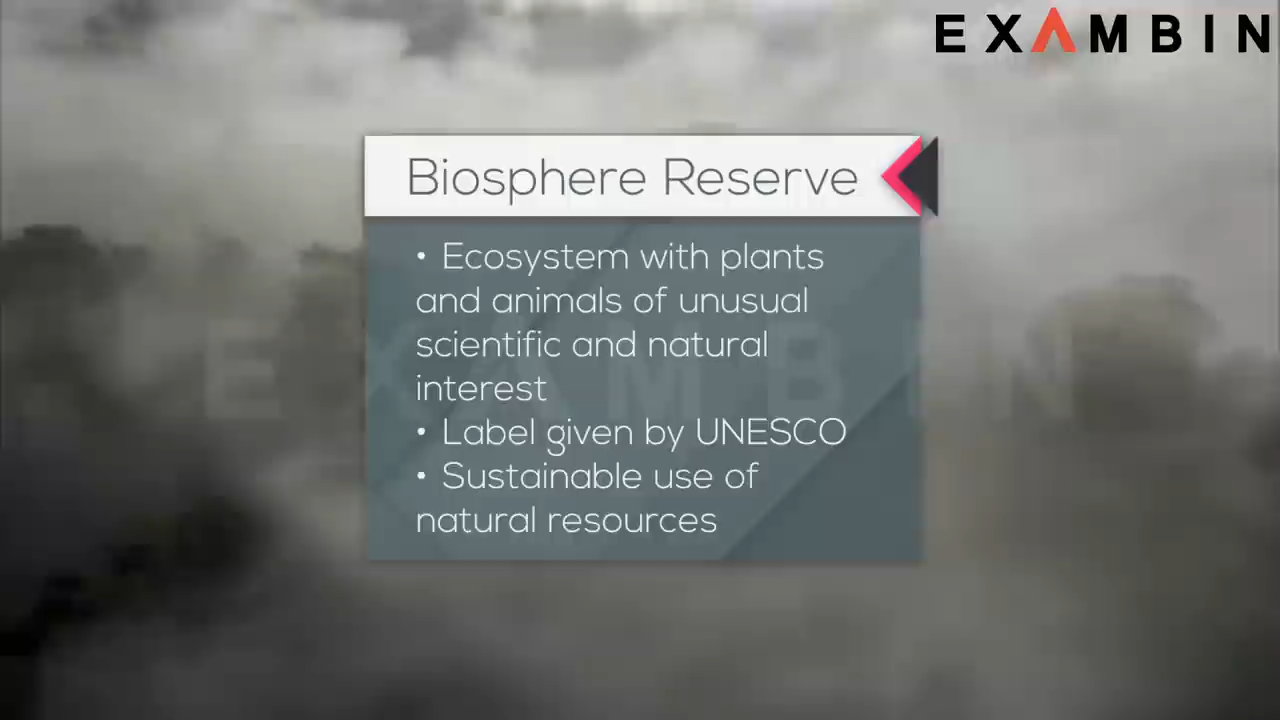 EXAMBIN
Biosphere Reserve
• Ecosystem with plants
and animals of unusual
scientific and natural
interest
• Label given by UNESCO
• Sustainable use of
natural resources
EXAMBIN